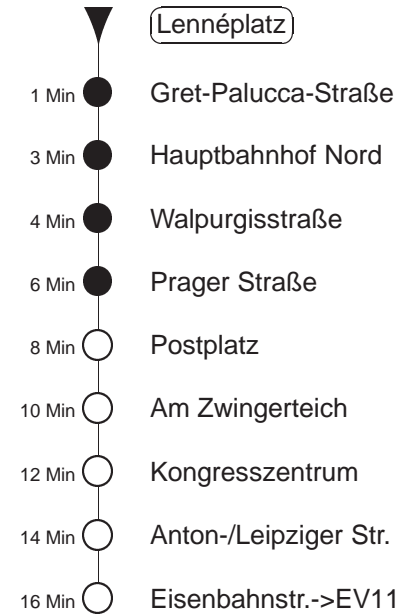 Lennéplatz
1 Min Gret-Palucca-Straße
3 Min Hauptbahnhof Nord
4 Min Walpurgisstraße
6 Min Prager Straße
8 Min Postplatz
10 Min Am Zwingerteich
12 Min Kongresszentrum
14 Min Anton-/Leipziger Str.
16 Min Eisenbahnstr.->EV11